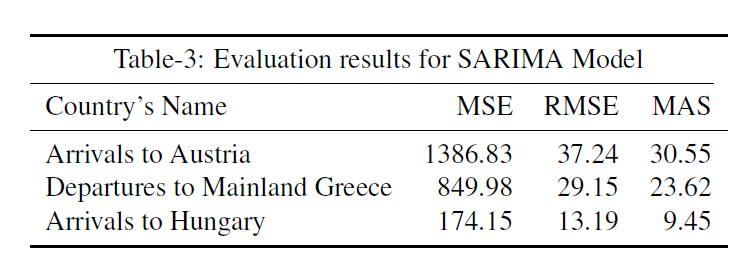 Table-3: Evaluation results for SARIMA Model
Country's Name MSE RMSE MAS
Arrivals to Austria 1386.83 37.24 30.55
Departures to Mainland Greece 849.98 29.15 23.62
Arrivals to Hungary 174.15 13.19 9.45